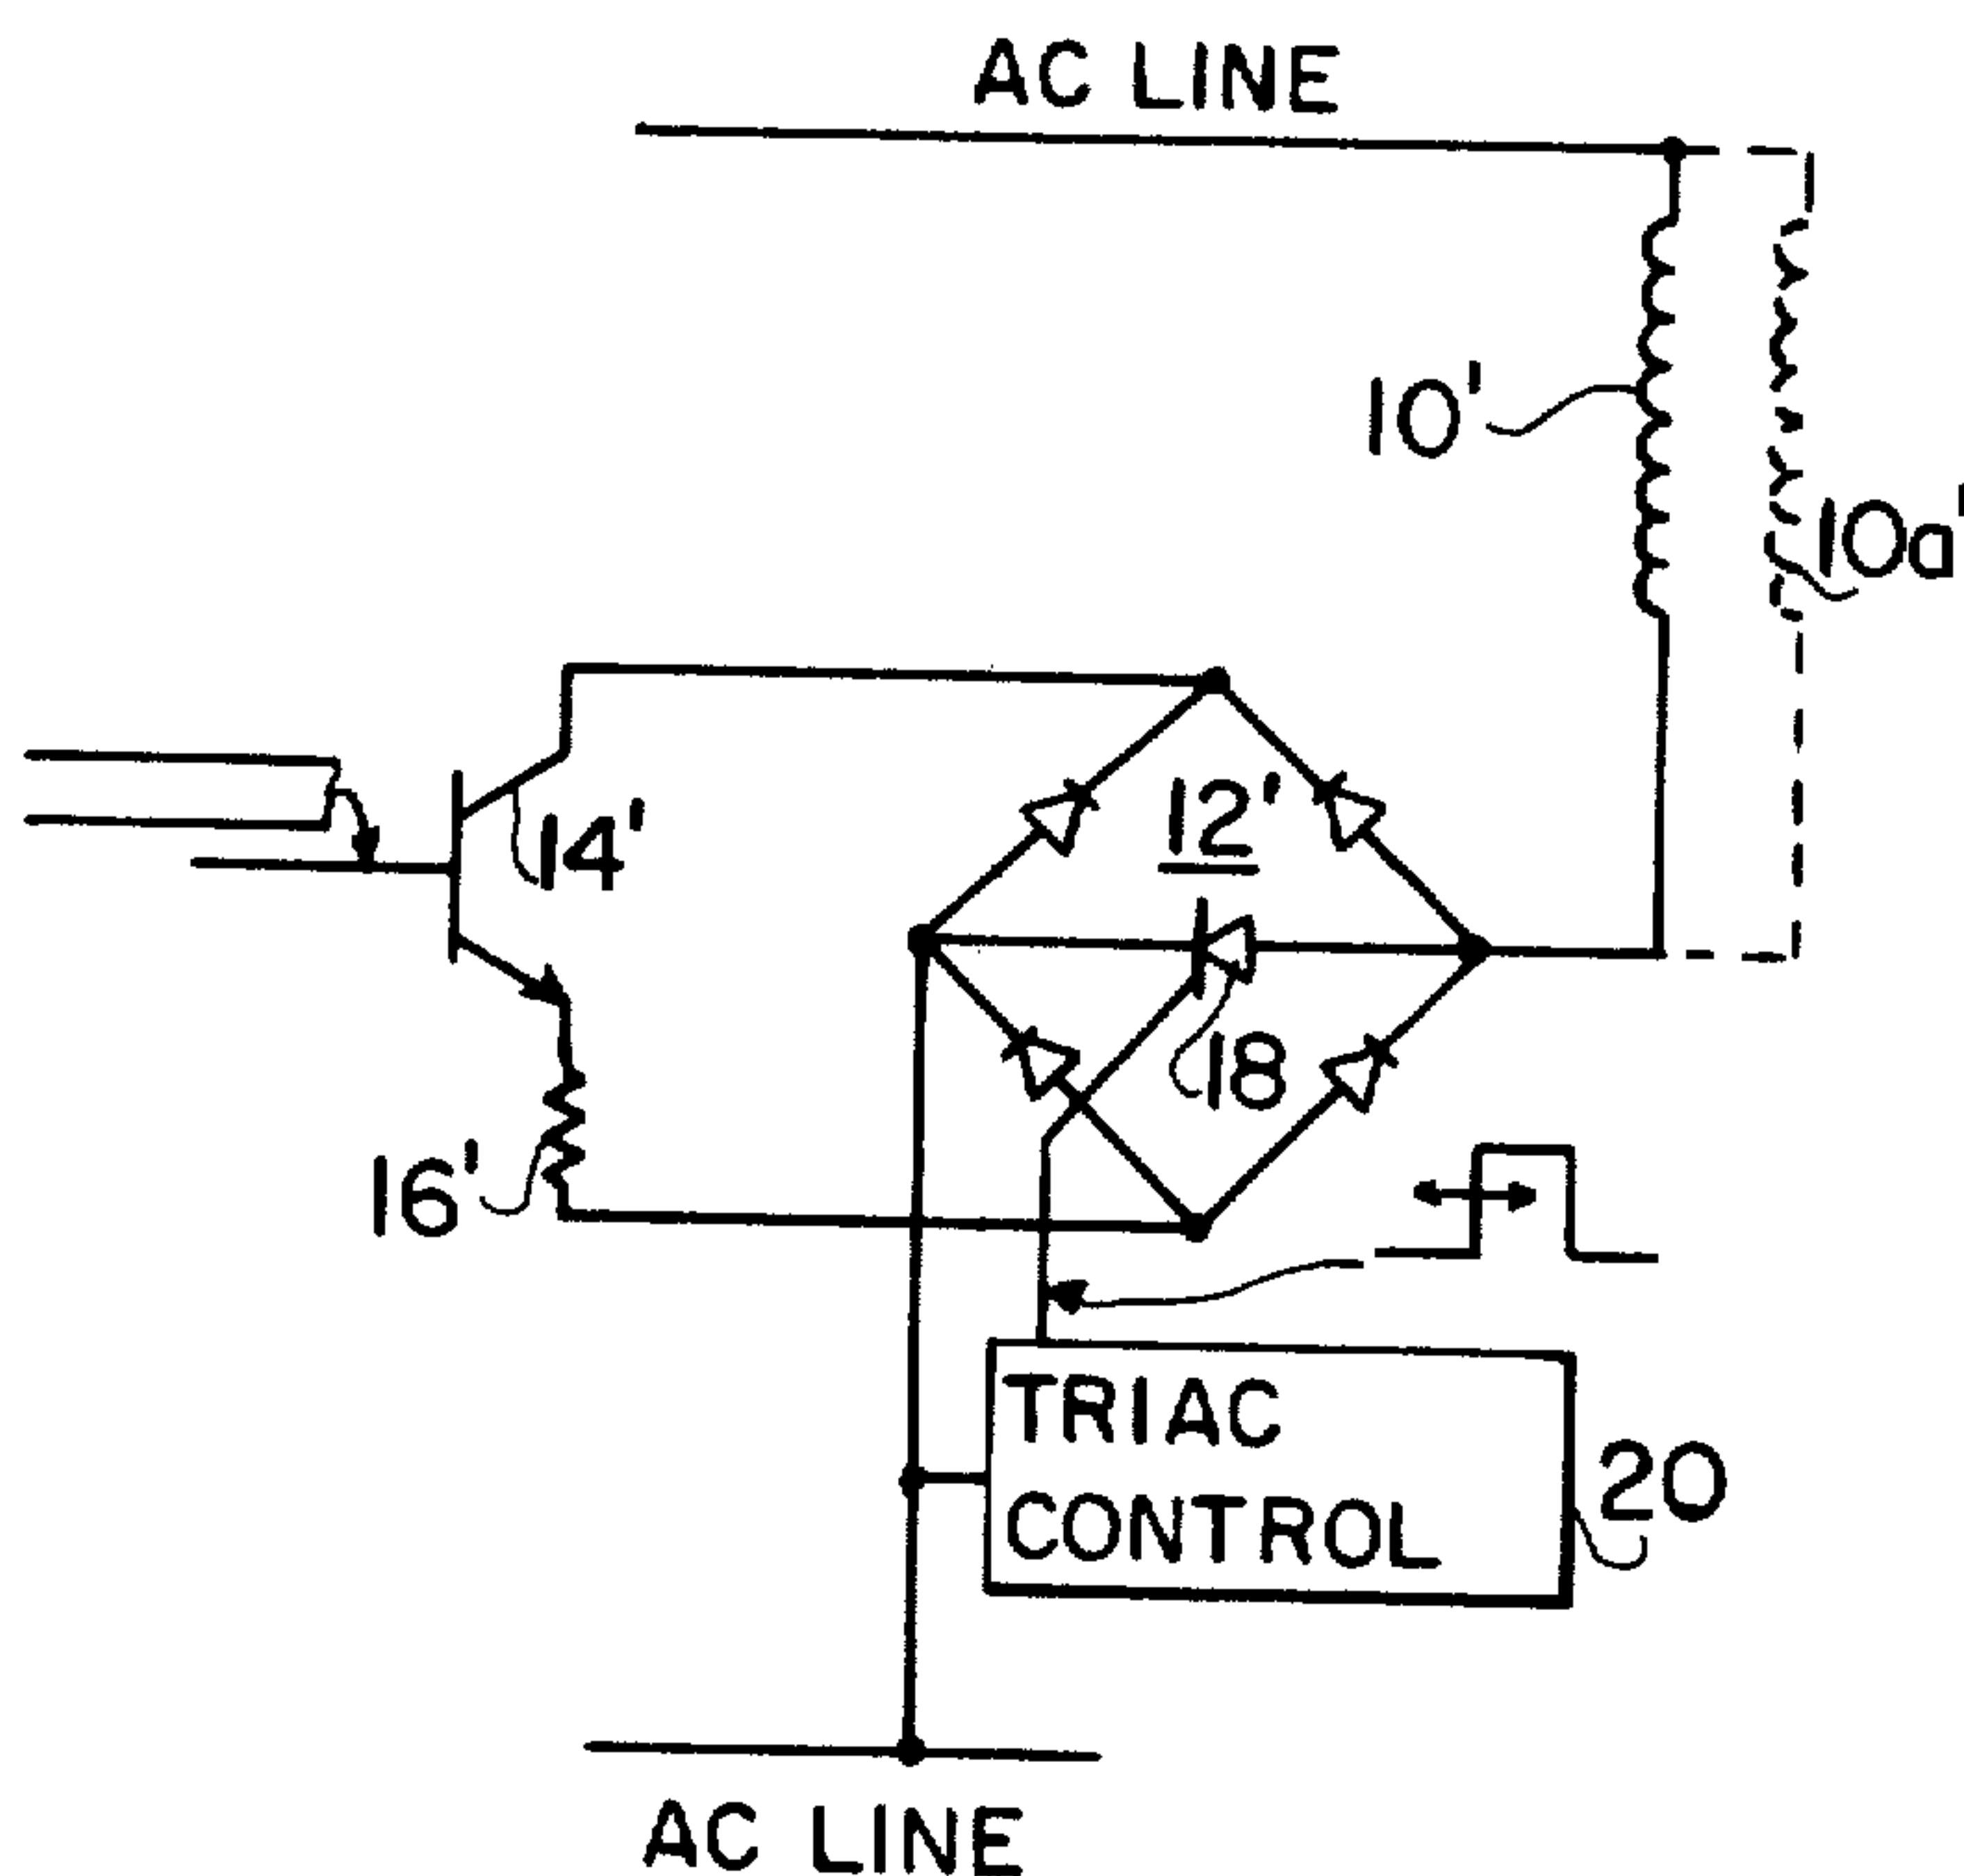 AC LINE
10'
10a'
12'
14'
18
16'
TRIAC
CONTROL
20
AC LINE